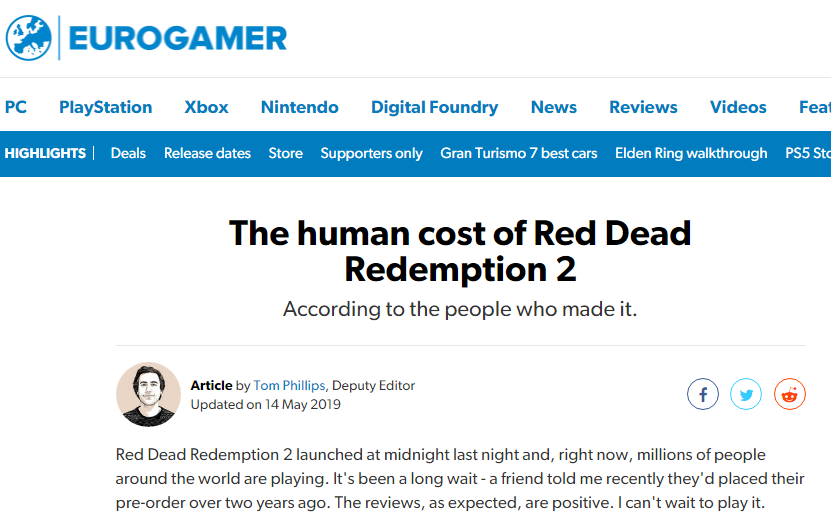 EUROGAMER
PC PlayStation Xbox Nintendo Digital Foundry News Reviews Videos Feat
HIGHLIGHTS | Deals Release dates Store Supporters only Gran Turismo 7 best cars Elden Ring walkthrough PS5 Sto
The human cost of Red Dead
Redemption 2
According to the people who made it.
Article by Tom Phillips, Deputy Editor
Updated on 14 May 2019
Red Dead Redemption 2 launched at midnight last night and, right now, millions of people
around the world are playing. It's been a long wait - a friend told me recently they'd placed their
pre-order over two years ago. The reviews, as expected, are positive. I can't wait to play it.